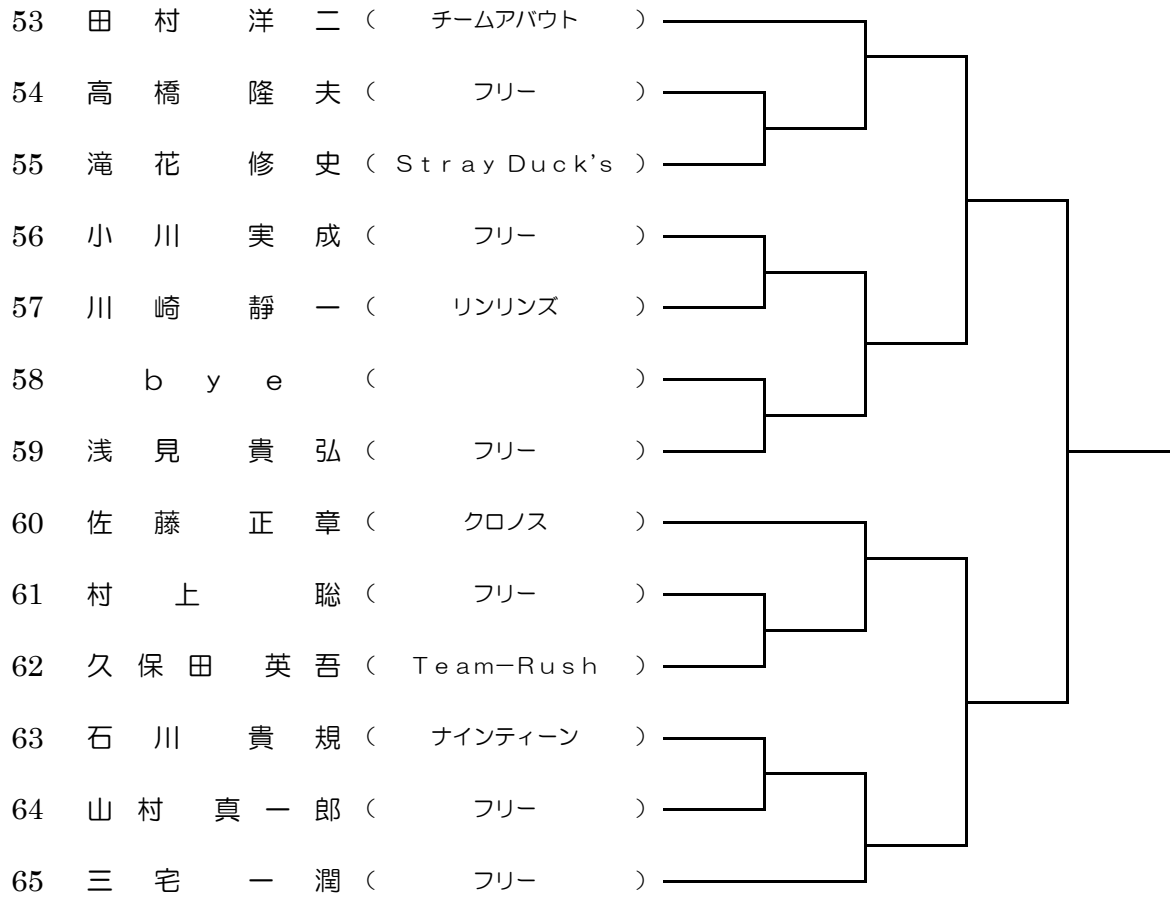 53 田村 洋二 (チームアバウト)
54 高橋 隆夫 (フリー)
55 滝花 修史 (Stray Duck's)
56 小川 実成 (フリー)
57 川崎 靜一 (リンリンズ)
58 bye ( )
59 浅見 貴弘 (フリー)
60 佐藤 正章 (クロノス)
61 村上 聡 (フリー)
62 久保田 英吾 (Team－Rush)
63 石川 貴規 (ナインティーン)
64 山村 真一郎 (フリー)
65 三宅 一潤 (フリー)